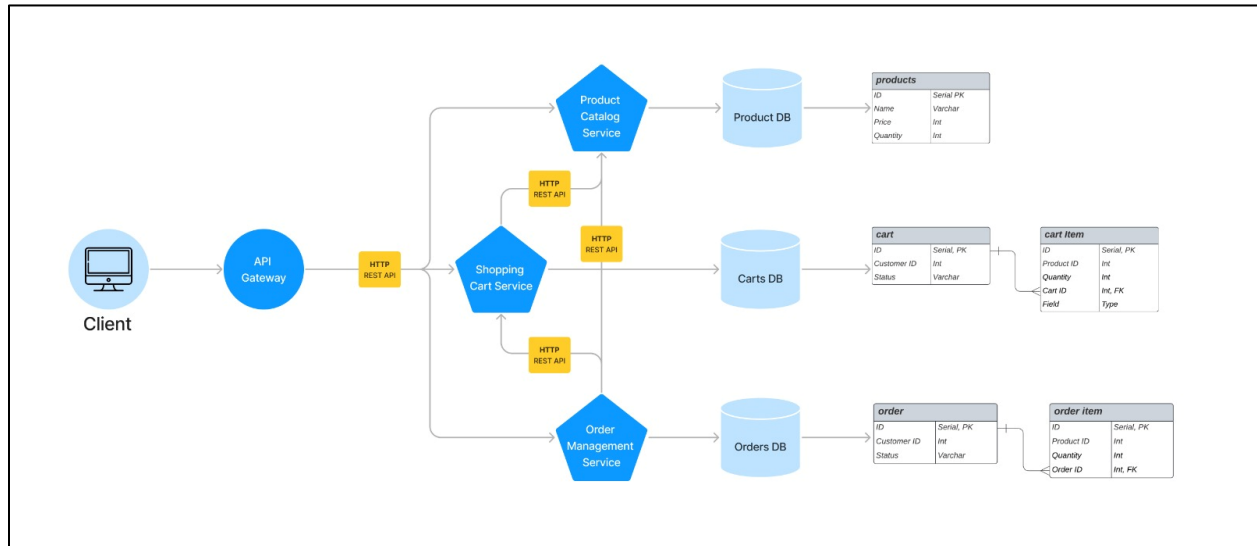 Client
API
Gateway
HTTP
REST API
Product
Catalog
Service
HTTP
REST API
HTTP
REST API
Shopping
Cart Service
HTTP
REST API
Order
Management
Service
Product DB
Carts DB
Orders DB
products
ID Serial PK
Name Varchar
Price Int
Quantity Int
cart
ID Serial, PK
Customer ID Int
Status Varchar
cart Item
ID Serial, PK
Product ID Int
Quantity Int
Cart ID Int, FK
Field Type
order
ID Serial, PK
Customer ID Int
Status Varchar
order item
ID Serial, PK
Product ID Int
Quantity Int
Order ID Int, FK